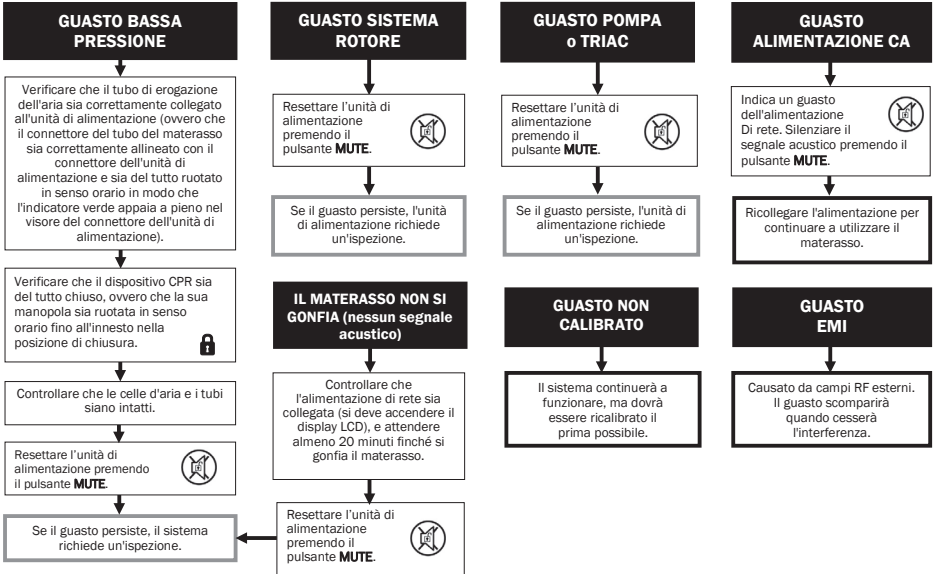 GUASTO BASSA
PRESSIONE
Verificare che il tubo di erogazione
dell'aria sia correttamente collegato
all'unità di alimentazione (ovvero che
il connettore del tubo del materasso
sia correttamente allineato con il
connettore dell'unità di
alimentazione e sia del tutto ruotato
in senso orario in modo che
l'indicatore verde appaia a pieno nel
visore del connettore dell'unità di
alimentazione).
Verificare che il dispositivo CPR sia
del tutto chiuso, ovvero che la sua
manopola sia ruotata in senso
orario fino all'innesto nella
posizione di chiusura.
Controllare che le celle d'aria e i tubi
siano intatti.
Resettare l'unità di
alimentazione premendo
il pulsante MUTE.
Se il guasto persiste, il sistema
richiede un'ispezione.
GUASTO SISTEMA
ROTORE
Resettare l'unità di
alimentazione
premendo il
pulsante MUTE.
Se il guasto persiste, l'unità
di alimentazione richiede
un'ispezione.
IL MATERASSO NON SI
GONFIA (nessun segnale
acustico)
Controllare che
l'alimentazione di rete sia
collegata (si deve accendere il
display LCD), e attendere
almeno 20 minuti finché si
gonfia il materasso.
Resettare l'unità di
alimentazione
premendo il
pulsante MUTE.
GUASTO POMPA
o TRIAC
Resettare l'unità di
alimentazione
premendo il
pulsante MUTE.
Se il guasto persiste, l'unità di
alimentazione richiede
un'ispezione.
GUASTO NON
CALIBRATO
Il sistema continuerà a
funzionare, ma dovrà
essere ricalibrato il
prima possibile.
GUASTO
ALIMENTAZIONE CA
Indica un guasto
dell'alimentazione
Di rete. Silenziare il
segnale acustico premendo il
pulsante MUTE.
Ricollegare l'alimentazione per
continuare a utilizzare il
materasso.
GUASTO
EMI
Causato da campi RF esterni.
Il guasto scomparirà
quando cesserà
l'interferenza.